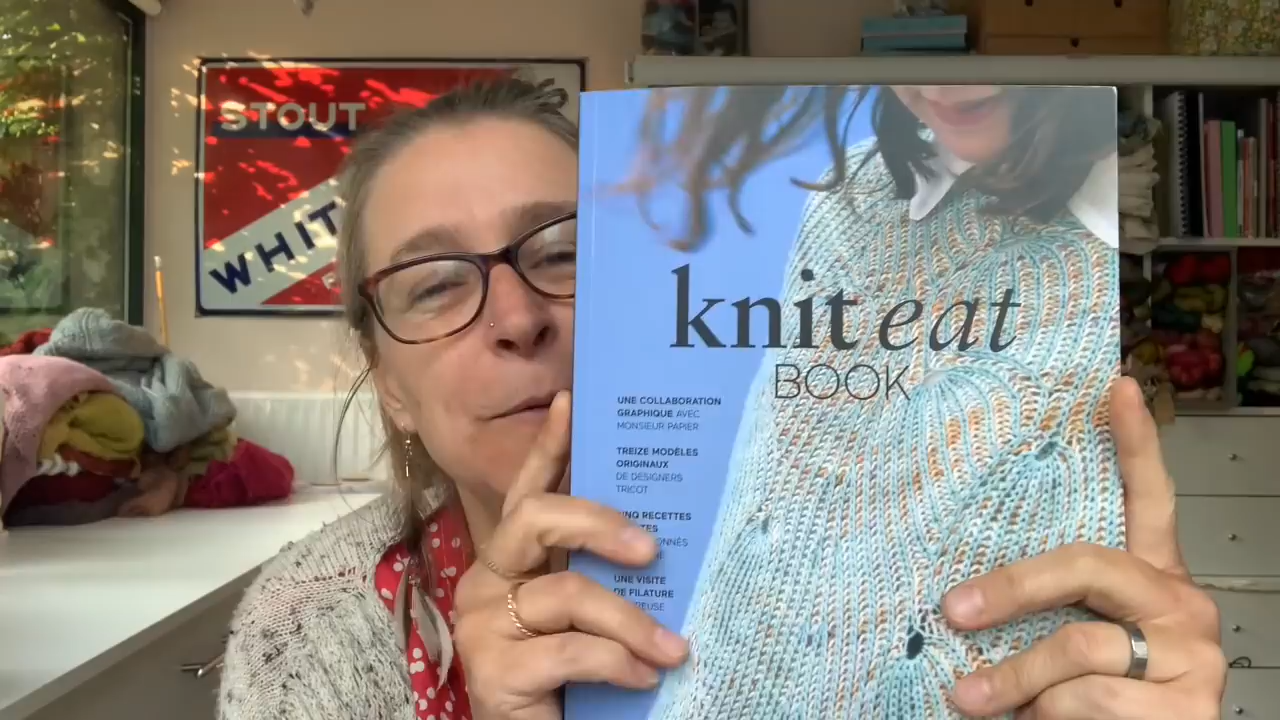 STOUT
WHIT
knit eat
BOOK
UNE COLLABORATION
GRAPHIQUE AVEC
MONSIEUR PAPIER
TREIZE MODÈLES
ORIGINAUX
DE DESIGNERS
TRICOT
RECETTES
UNE VISITE
DE FILATURE